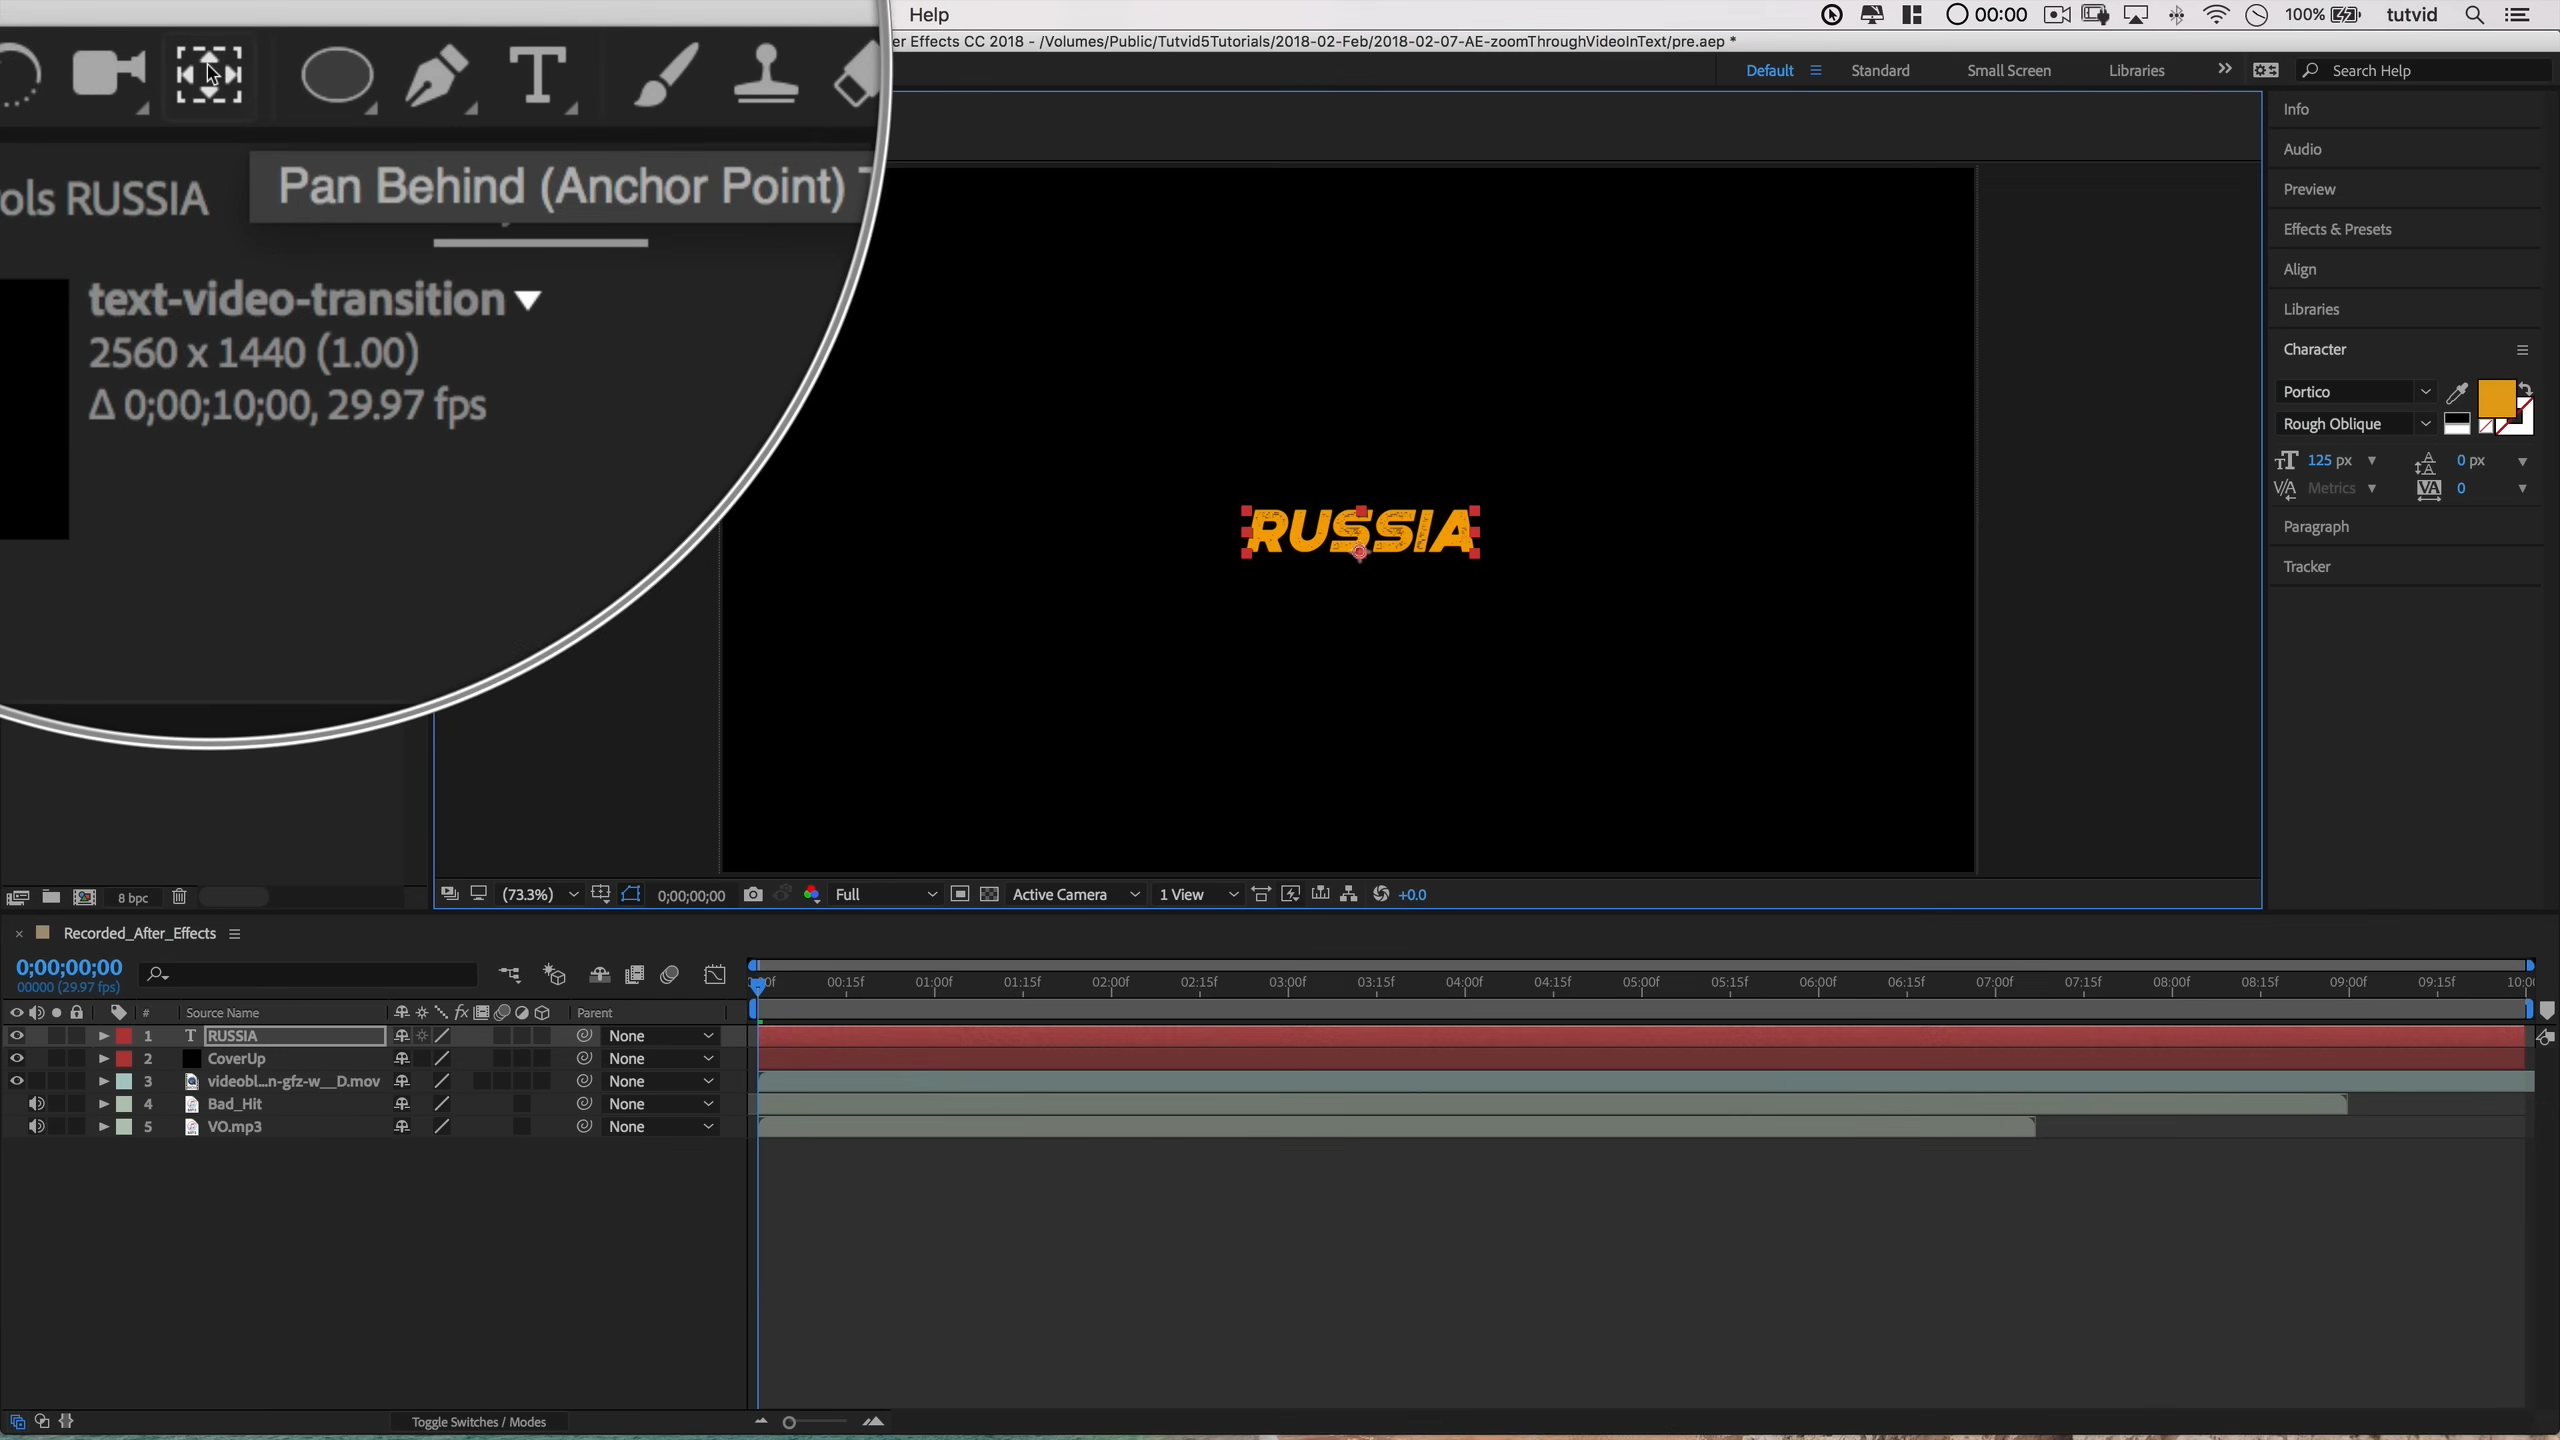 Help
00:00
100%
tutvid
er Effects CC 2018 - /Volumes/Public/Tutvid5Tutorials/2018-02-Feb/2018-02-07-AE-zoomThroughVideoInText/pre.aep *
Default
Standard
Small Screen
Libraries
Search Help
Pan Behind (Anchor Point)
ols RUSSIA
text-video-transition
2560 x 1440 (1.00)
Δ 0;00;10;00, 29.97 fps
RUSSIA
Info
Audio
Preview
Effects & Presets
Align
Libraries
Character
Portico
Rough Oblique
125 px
0 px
Metrics
0
Paragraph
Tracker
8 bpc
(73.3%)
0;00;00;00
Full
Active Camera
1 View
+0.0
Recorded_After_Effects
0;00;00;00
00000 (29.97 fps)
00:15f 01:00f 01:15f 02:00f 02:15f 03:00f 03:15f 04:00f 04:15f 05:00f 05:15f 06:00f 06:15f 07:00f 07:15f 08:00f 08:15f 09:00f 09:15f 10:0
# Source Name fx Parent
1 T RUSSIA None
2 CoverUp None
3 videobl...n-gfz-w__D.mov None
4 Bad_Hit None
5 VO.mp3 None
Toggle Switches / Modes